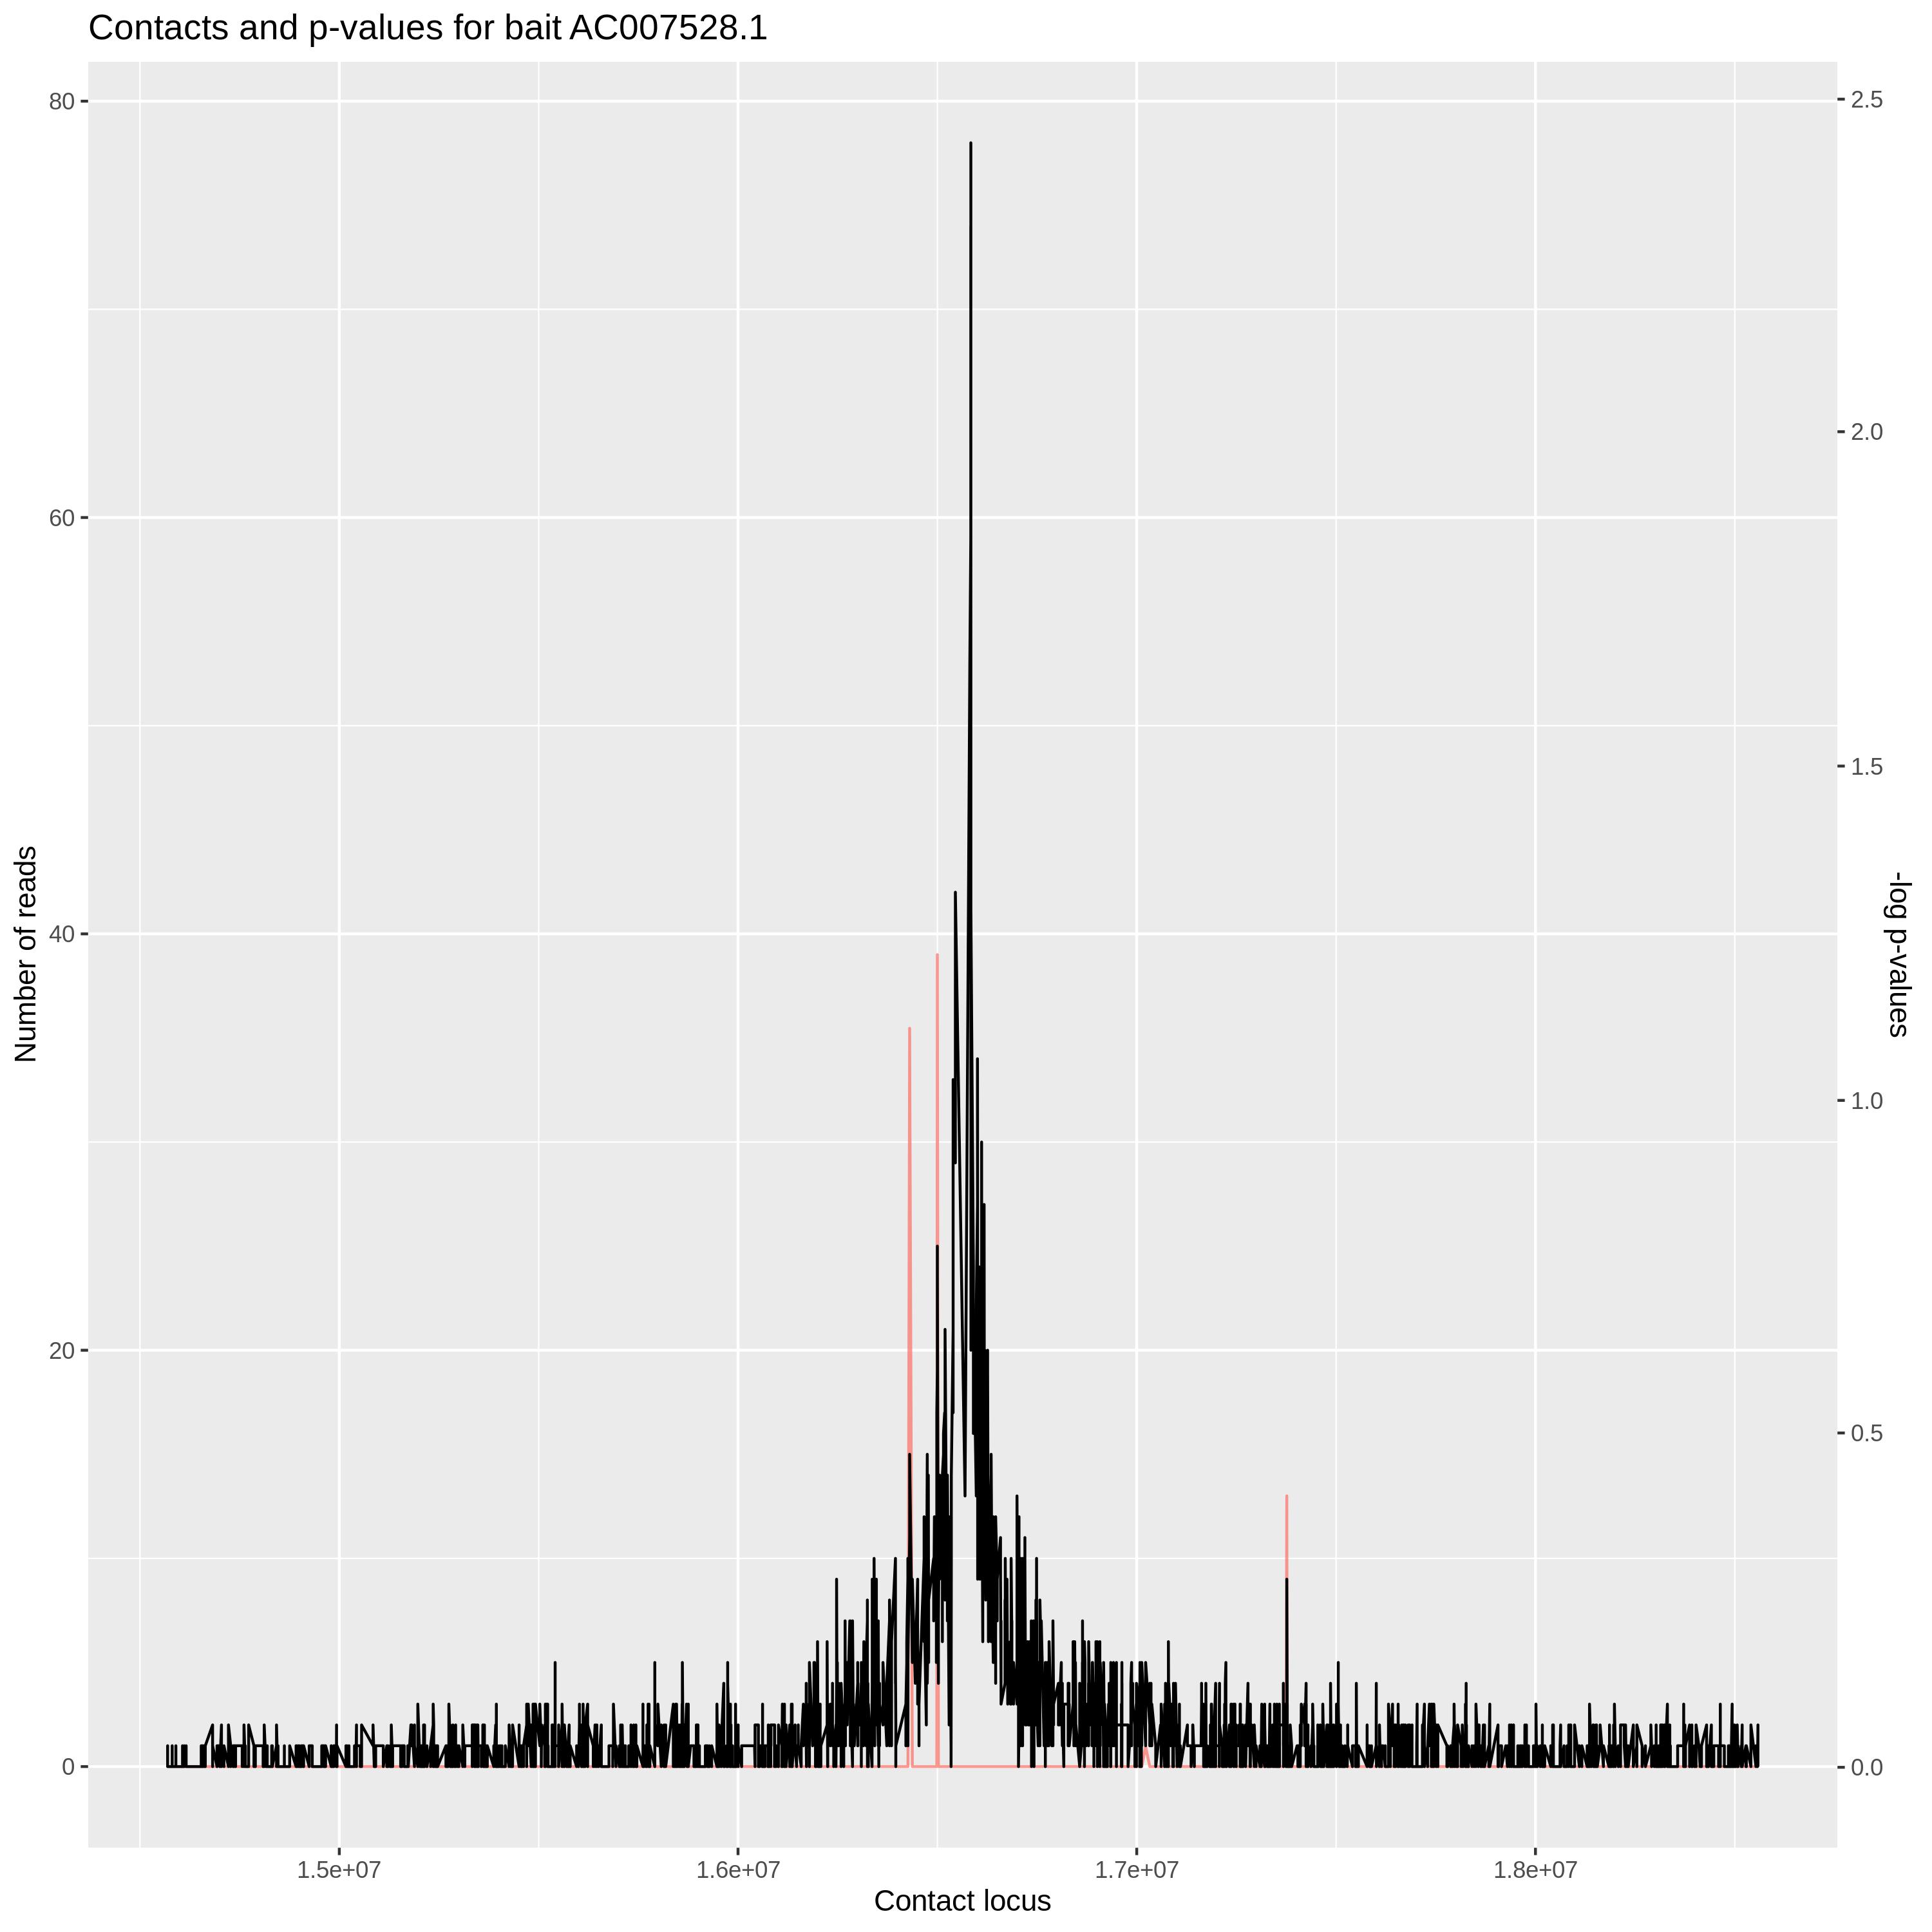 Contacts and p-values for bait AC007528.1
80
60
40
20
0
Number of reads
2.5
2.0
1.5
1.0
0.5
0.0
-log p-values
1.5e+07
1.6e+07
1.7e+07
1.8e+07
Contact locus